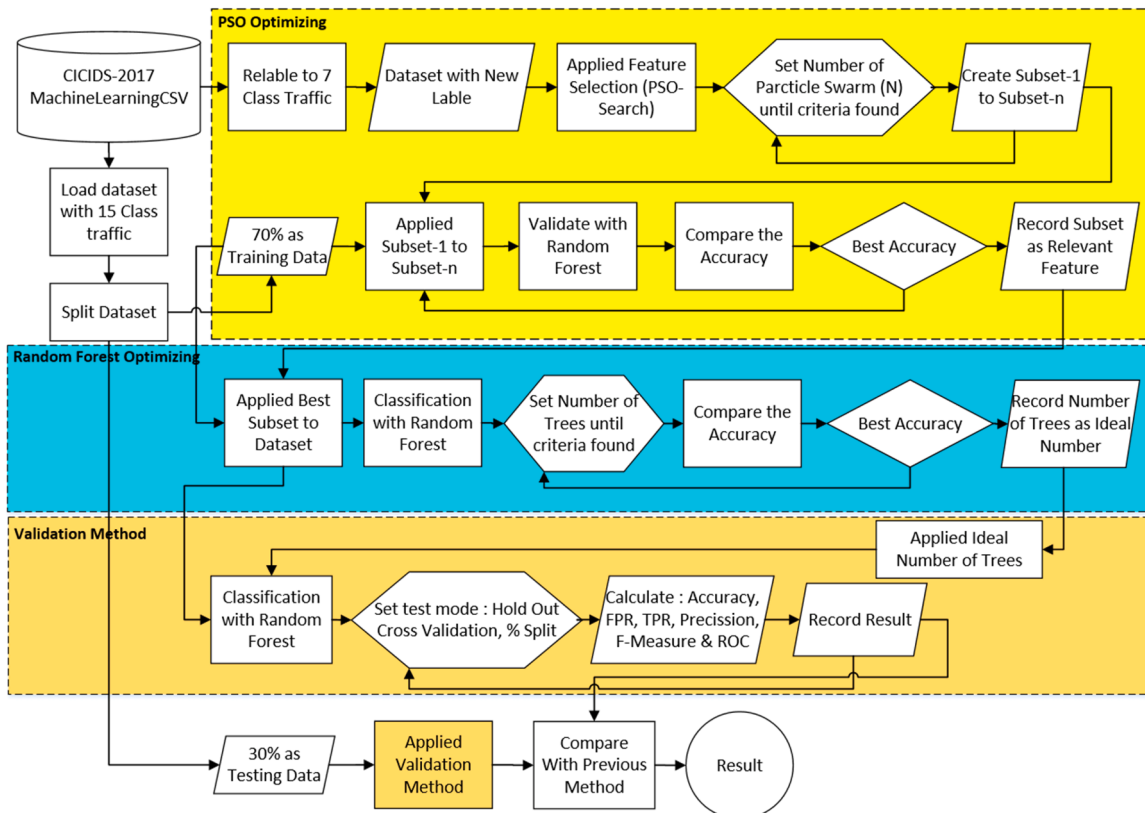 PSO Optimizing
CICIDS-2017
MachineLearningCSV
Relable to 7
Class Traffic
Dataset with New
Lable
Applied Feature
Selection (PSO-
Search)
Set Number of
Parcticle Swarm (N)
until criteria found
Create Subset-1
to Subset-n
Load dataset
with 15 Class
traffic
Split Dataset
70% as
Training Data
Applied
Subset-1 to
Subset-n
Validate with
Random
Forest
Compare the
Accuracy
Best Accuracy
Record Subset
as Relevant
Feature
Random Forest Optimizing
Applied Best
Subset to
Dataset
Classification
with Random
Forest
Set Number of
Trees until
criteria found
Compare the
Accuracy
Best Accuracy
Record Number
of Trees as Ideal
Number
Validation Method
Applied Ideal
Number of Trees
Classification
with Random
Forest
Set test mode : Hold Out
Cross Validation, % Split
Calculate : Accuracy,
FPR, TPR, Precission,
F-Measure & ROC
Record Result
30% as
Testing Data
Applied
Validation
Method
Compare
With Previous
Method
Result